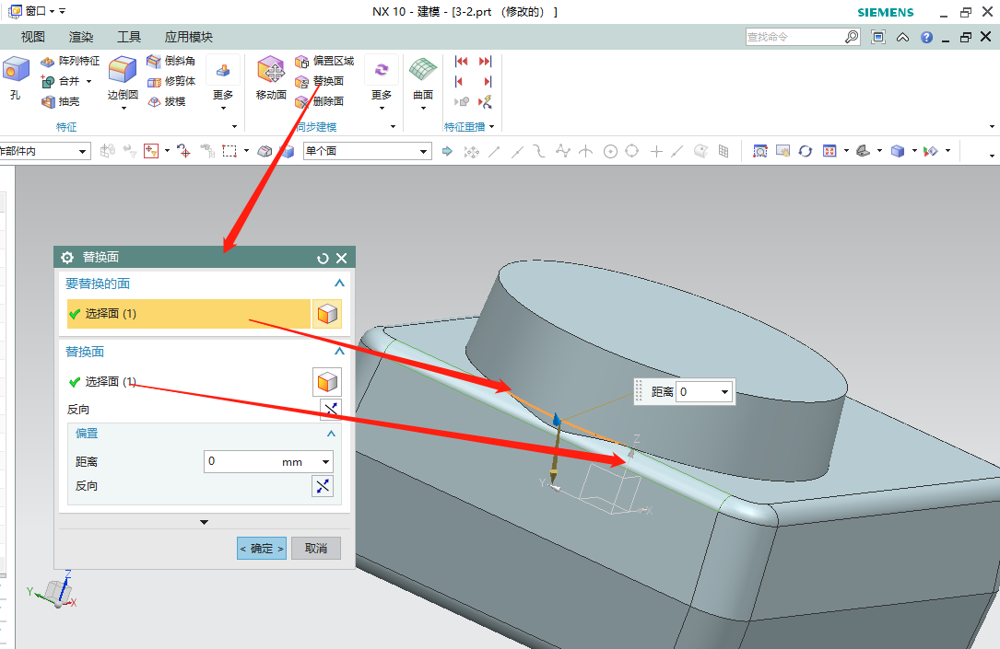 窗口
NX 10 - 建模 - [3-2.prt （修改的） ]
SIEMENS
视图 渲染 工具 应用模块
查找命令
孔
阵列特征
合并
抽壳
边倒圆
倒斜角
修剪体
拔模
更多
移动面
偏置区域
替换面
删除面
更多
曲面
特征
同步建模
特征重播
部件内
单个面
替换面
要替换的面
选择面 (1)
替换面
选择面 (1)
反向
偏置
距离 0 mm
反向
< 确定 >
取消
距离 0
Z
Y
X
Z
Y
X